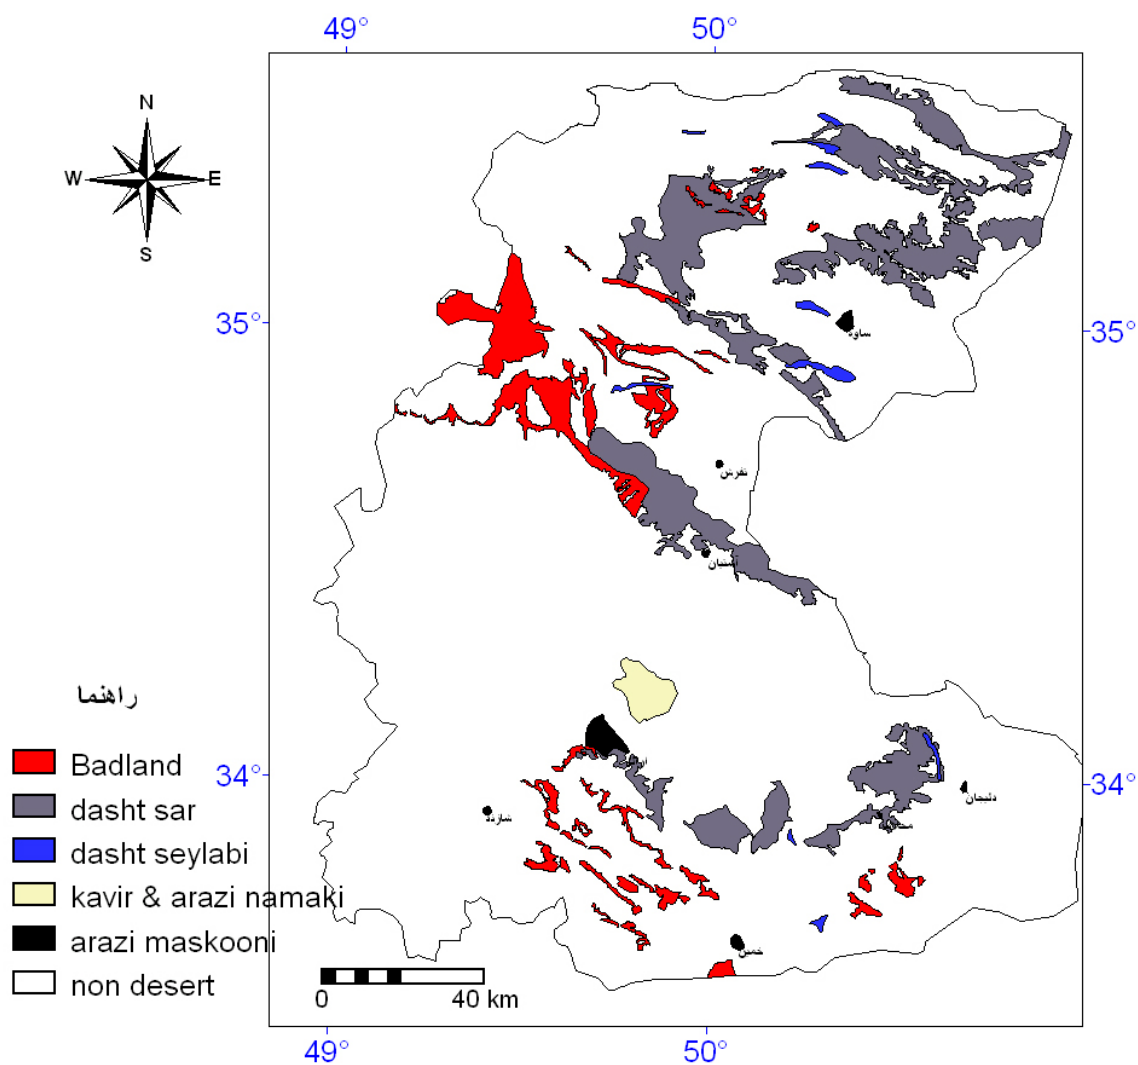 49° 50°
N
W E
S
35° 35°
ساوه
تفرش
آشتیان
راهنما
Badland
34° 34°
دلیجان
dasht sar
شازند
dasht seylabi
kavir & arazi namaki
arazi maskooni
خمین
non desert
0 40 km
49° 50°